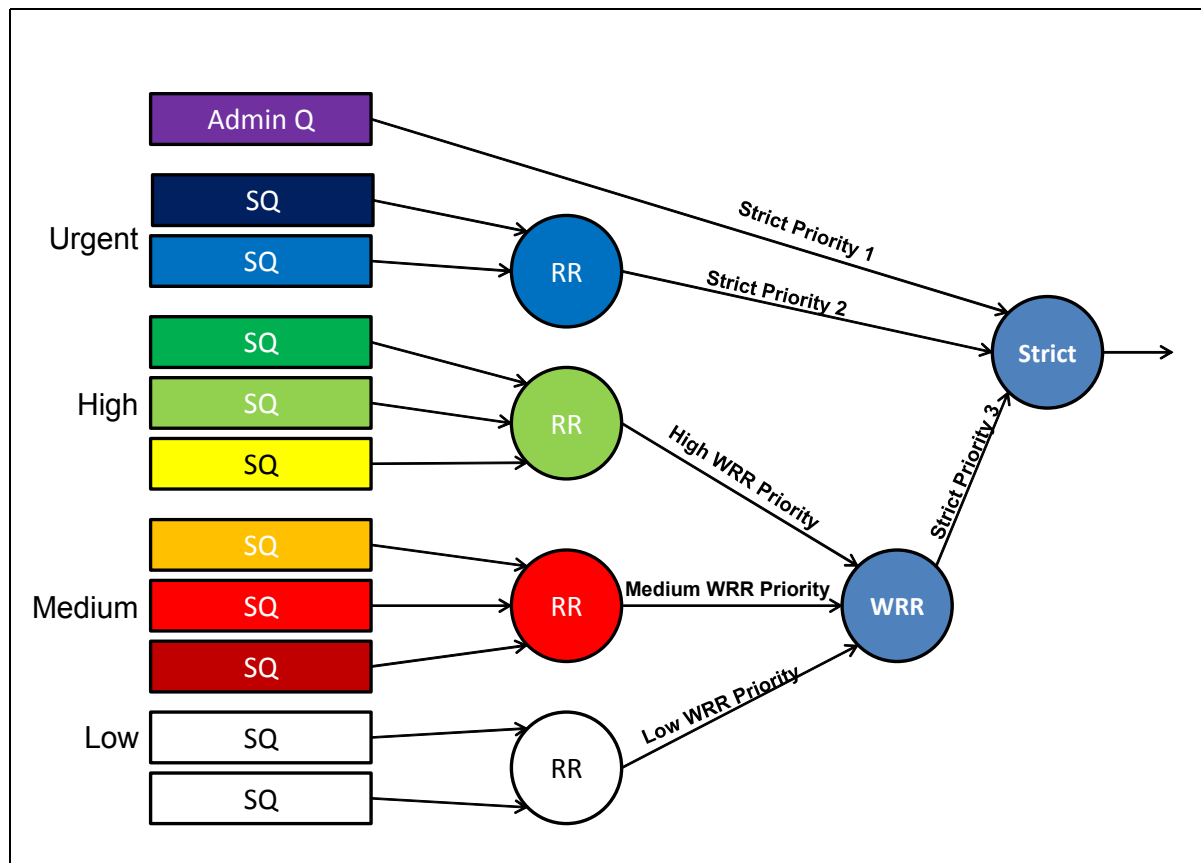 Admin Q
SQ
Urgent
SQ
RR
Strict Priority 1
Strict Priority 2
Strict
SQ
High
SQ
SQ
RR
High WRR Priority
Strict Priority 3
SQ
Medium
SQ
SQ
RR
Medium WRR Priority
WRR
Low
SQ
SQ
RR
Low WRR Priority